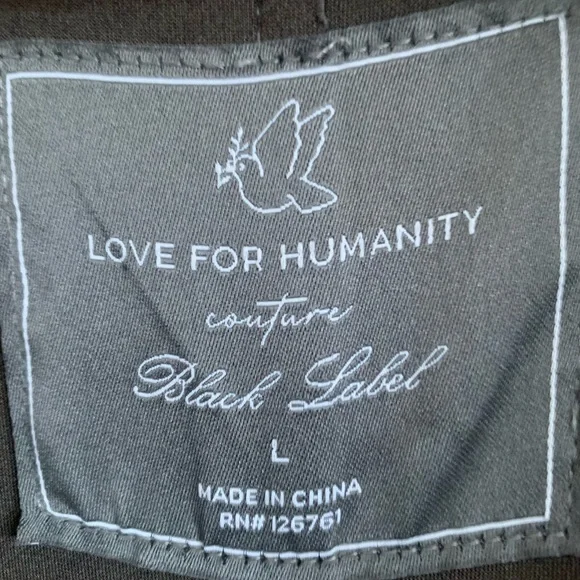 LOVE FOR HUMANITY
couture
Black Label
L
MADE IN CHINA
RN# 126761